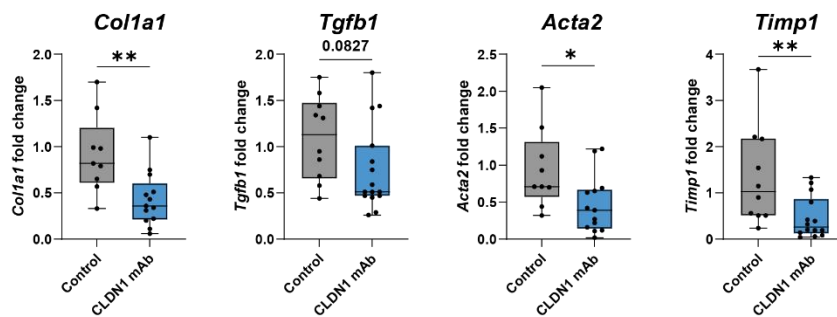 Col1a1
**
Col1a1 fold change
2.0
1.5
1.0
0.5
0.0
Control
CLDN1 mAb
Tgfb1
0.0827
Tgfb1 fold change
2.0
1.5
1.0
0.5
0.0
Control
CLDN1 mAb
Acta2
*
Acta2 fold change
2.5
2.0
1.5
1.0
0.5
0.0
Control
CLDN1 mAb
Timp1
**
Timp1 fold change
4
3
2
1
0
Control
CLDN1 mAb